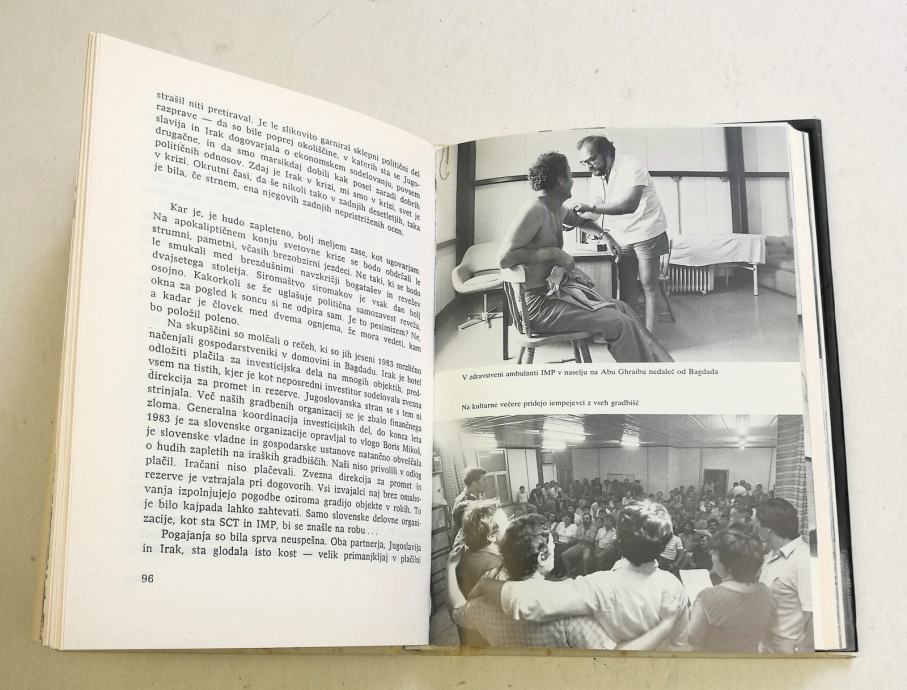 strašil niti pretiraval. Je le slikovito garniral sklepni politični del
razprave — da so bile poprej okoliščine, v katerih sta se Jugo-
slavija in Irak dogovarjala o ekonomskem sodelovanju, povsem
drugačne, in da smo marsikdaj dobili kak posel zaradi dobrih
političnih odnosov. Zdaj je Irak v krizi, mi smo v krizi, svet je
v krizi. Okrutni časi, da še nikoli tako v zadnjih desetletjih, taka
je bila, če strnem, ena njegovih zadnjih nepristriženih ocen.
Kar je, je hudo zapleteno, bolj meljem zase, kot ugovarjam.
Na apokaliptičnem konju svetovne krize se bodo obdržali le
strumni, pametni, včasih brezobzirni jezdeci. Ne taki, ki se bodo
le smukali med brezdušnimi navzkrižji bogatašev in revežev
dvajsetega stoletja. Siromaštvo siromakov je vsak dan bolj
osojno. Kakorkoli se že uglašuje politična samozavest reveža,
okna za pogled k soncu si ne odpira sam. Je to pesimizem? Ne,
a kadar je človek med dvema ognjema, že mora vedeti, kam
bo položil poleno.
Na skupščini so molčali o rečeh, ki so jih jeseni 1983 mrzlično
načenjali gospodarstveniki v domovini in Bagdadu. Irak je hotel
odložiti plačila za investicijska dela na mnogih objektih, pred-
vsem na tistih, kjer je kot neposredni investitor sodelovala zvezna
direkcija za promet in rezerve. Jugoslovanska stran se s tem ni
strinjala. Več naših gradbenih organizacij se je zbalo finančnega
zloma. Generalna koordinacija investicijskih del, do konca leta
1983 je za slovenske organizacije opravljal to vlogo Boris Mikoš,
je slovenske vladne in gospodarske ustanove natančno obveščala
o hudih zapletih na iraških gradbiščih. Naši niso privolili v odlog
plačil. Iračani niso plačevali. Zvezna direkcija za promet in
rezerve je vztrajala pri dogovorih. Vsi izvajalci naj brez omaho-
vanja izpolnjujejo pogodbe oziroma gradijo objekte v rokih. To
je bilo kajpada lahko zahtevati. Samo slovenske delovne organi-
zacije, kot sta SCT in IMP, bi se znašle na robu . . .
Pogajanja so bila sprva neuspešna. Oba partnerja, Jugoslavija
in Irak, sta glodala isto kost — velik primanjkljaj v plačilni
96
V zdravstveni ambulanti IMP v naselju na Abu Ghraibu nedaleč od Bagdada
Na kulturne večere pridejo iempejevci z vseh gradbišč